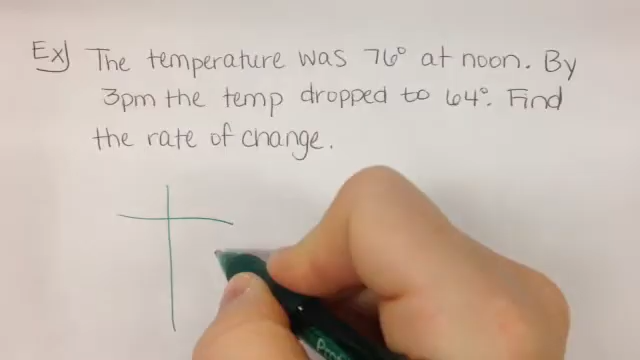 Ex) The temperature was 76° at noon. By
3pm the temp dropped to 64°. Find
the rate of change.